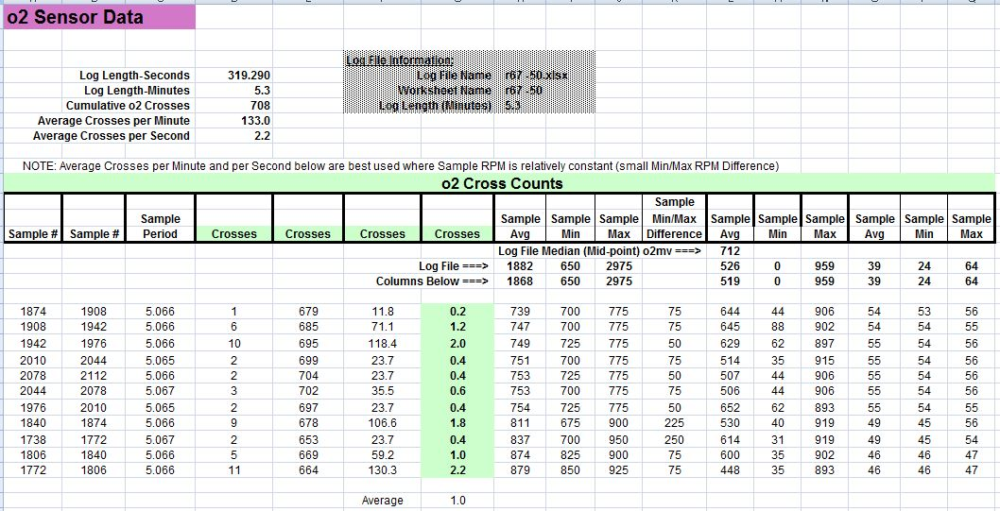 o2 Sensor Data
Log File Information:
Log Length-Seconds 319.290 Log File Name r67 -50.xlsx
Log Length-Minutes 5.3 Worksheet Name r67 -50
Cumulative o2 Crosses 708 Log Length (Minutes) 5.3
Average Crosses per Minute 133.0
Average Crosses per Second 2.2
NOTE: Average Crosses per Minute and per Second below are best used where Sample RPM is relatively constant (small Min/Max RPM Difference)
o2 Cross Counts
Sample
Sample Sample Sample Sample Min/Max Sample Sample Sample Sample Sample Sample
Sample # Sample # Period Crosses Crosses Crosses Crosses Avg Min Max Difference Avg Min Max Avg Min Max
Log File Median (Mid-point) o2mv ===> 712
Log File ===> 1882 650 2975 526 0 959 39 24 64
Columns Below ===> 1868 650 2975 519 0 959 39 24 64
1874 1908 5.066 1 679 11.8 0.2 739 700 775 75 644 44 906 54 53 56
1908 1942 5.066 6 685 71.1 1.2 747 700 775 75 645 88 902 54 54 55
1942 1976 5.066 10 695 118.4 2.0 749 725 775 50 629 62 897 55 54 56
2010 2044 5.065 2 699 23.7 0.4 751 700 775 75 514 35 915 55 54 56
2078 2112 5.066 2 704 23.7 0.4 753 725 775 50 507 44 906 55 54 56
2044 2078 5.067 3 702 35.5 0.6 753 700 775 75 506 44 906 55 54 56
1976 2010 5.065 2 697 23.7 0.4 754 725 775 50 652 62 893 55 54 55
1840 1874 5.066 9 678 106.6 1.8 811 675 900 225 530 40 919 49 45 56
1738 1772 5.067 2 653 23.7 0.4 837 700 950 250 614 31 919 49 45 54
1806 1840 5.066 5 669 59.2 1.0 874 825 900 75 600 35 902 46 46 47
1772 1806 5.066 11 664 130.3 2.2 879 850 925 75 448 35 893 46 46 47
Average 1.0